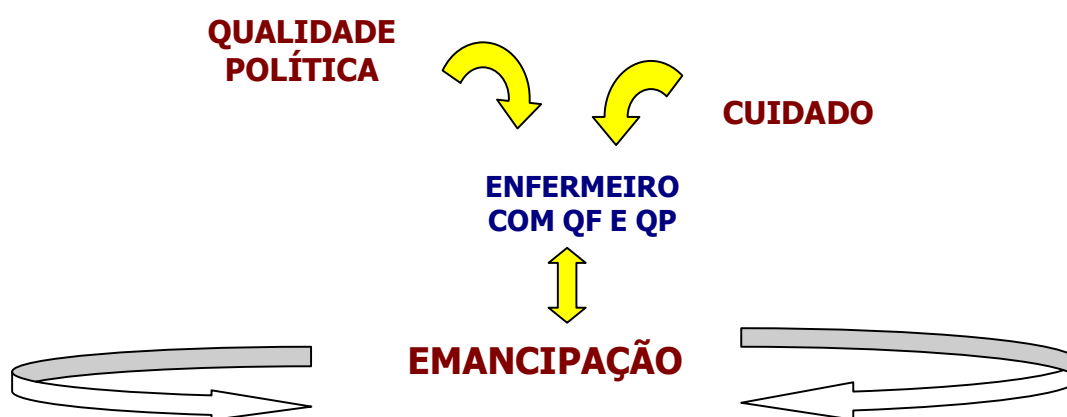 QUALIDADE
POLÍTICA
CUIDADO
ENFERMEIRO
COM QF E QP
EMANCIPAÇÃO